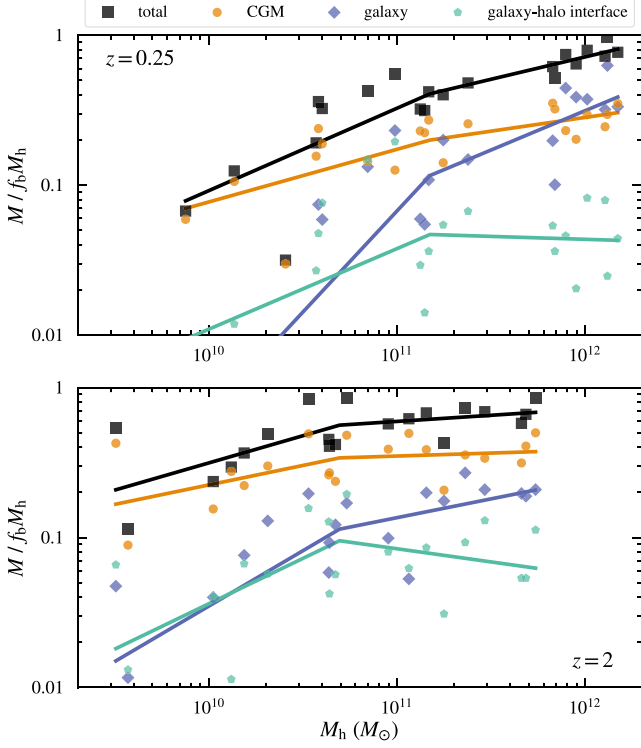 total CGM galaxy galaxy-halo interface
1
z = 0.25
M / f_b M_h
0.1
0.01
10^10 10^11 10^12
1
M / f_b M_h
0.1
z = 2
0.01
10^10 10^11 10^12
M_h (M_⊙)